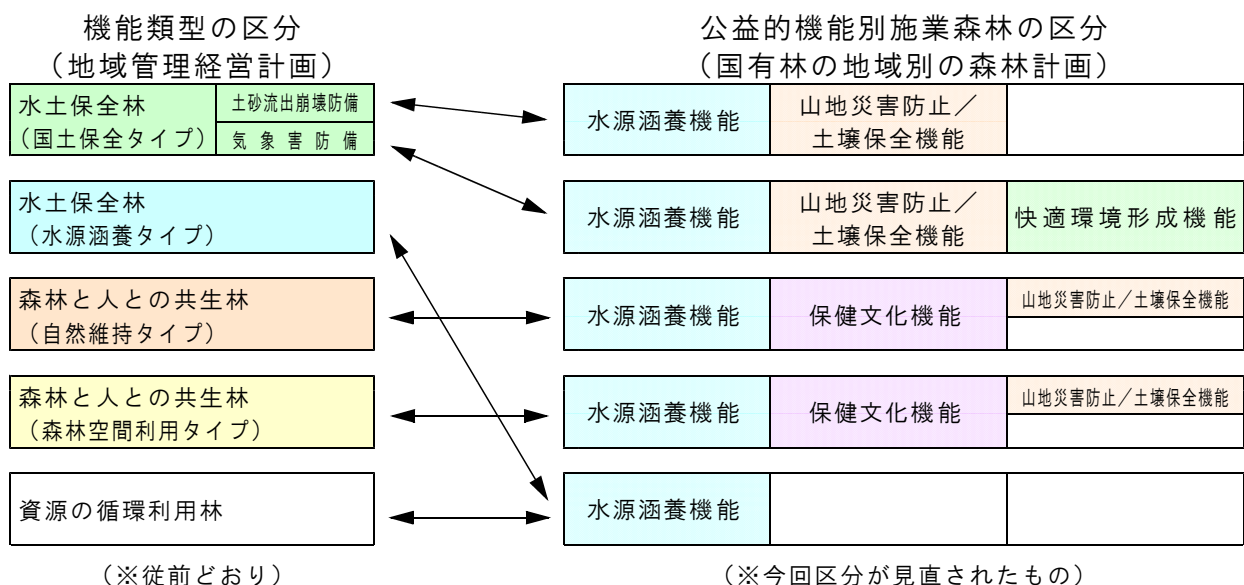 機能類型の区分
（地域管理経営計画）
公益的機能別施業森林の区分
（国有林の地域別の森林計画）
水土保全林
（国土保全タイプ）
土砂流出崩壊防備
気象害防備
水源涵養機能
山地災害防止／
土壌保全機能
水土保全林
（水源涵養タイプ）
水源涵養機能
山地災害防止／
土壌保全機能
快適環境形成機能
森林と人との共生林
（自然維持タイプ）
水源涵養機能
保健文化機能
山地災害防止／土壌保全機能
森林と人との共生林
（森林空間利用タイプ）
水源涵養機能
保健文化機能
山地災害防止／土壌保全機能
資源の循環利用林
水源涵養機能
（※従前どおり）
（※今回区分が見直されたもの）